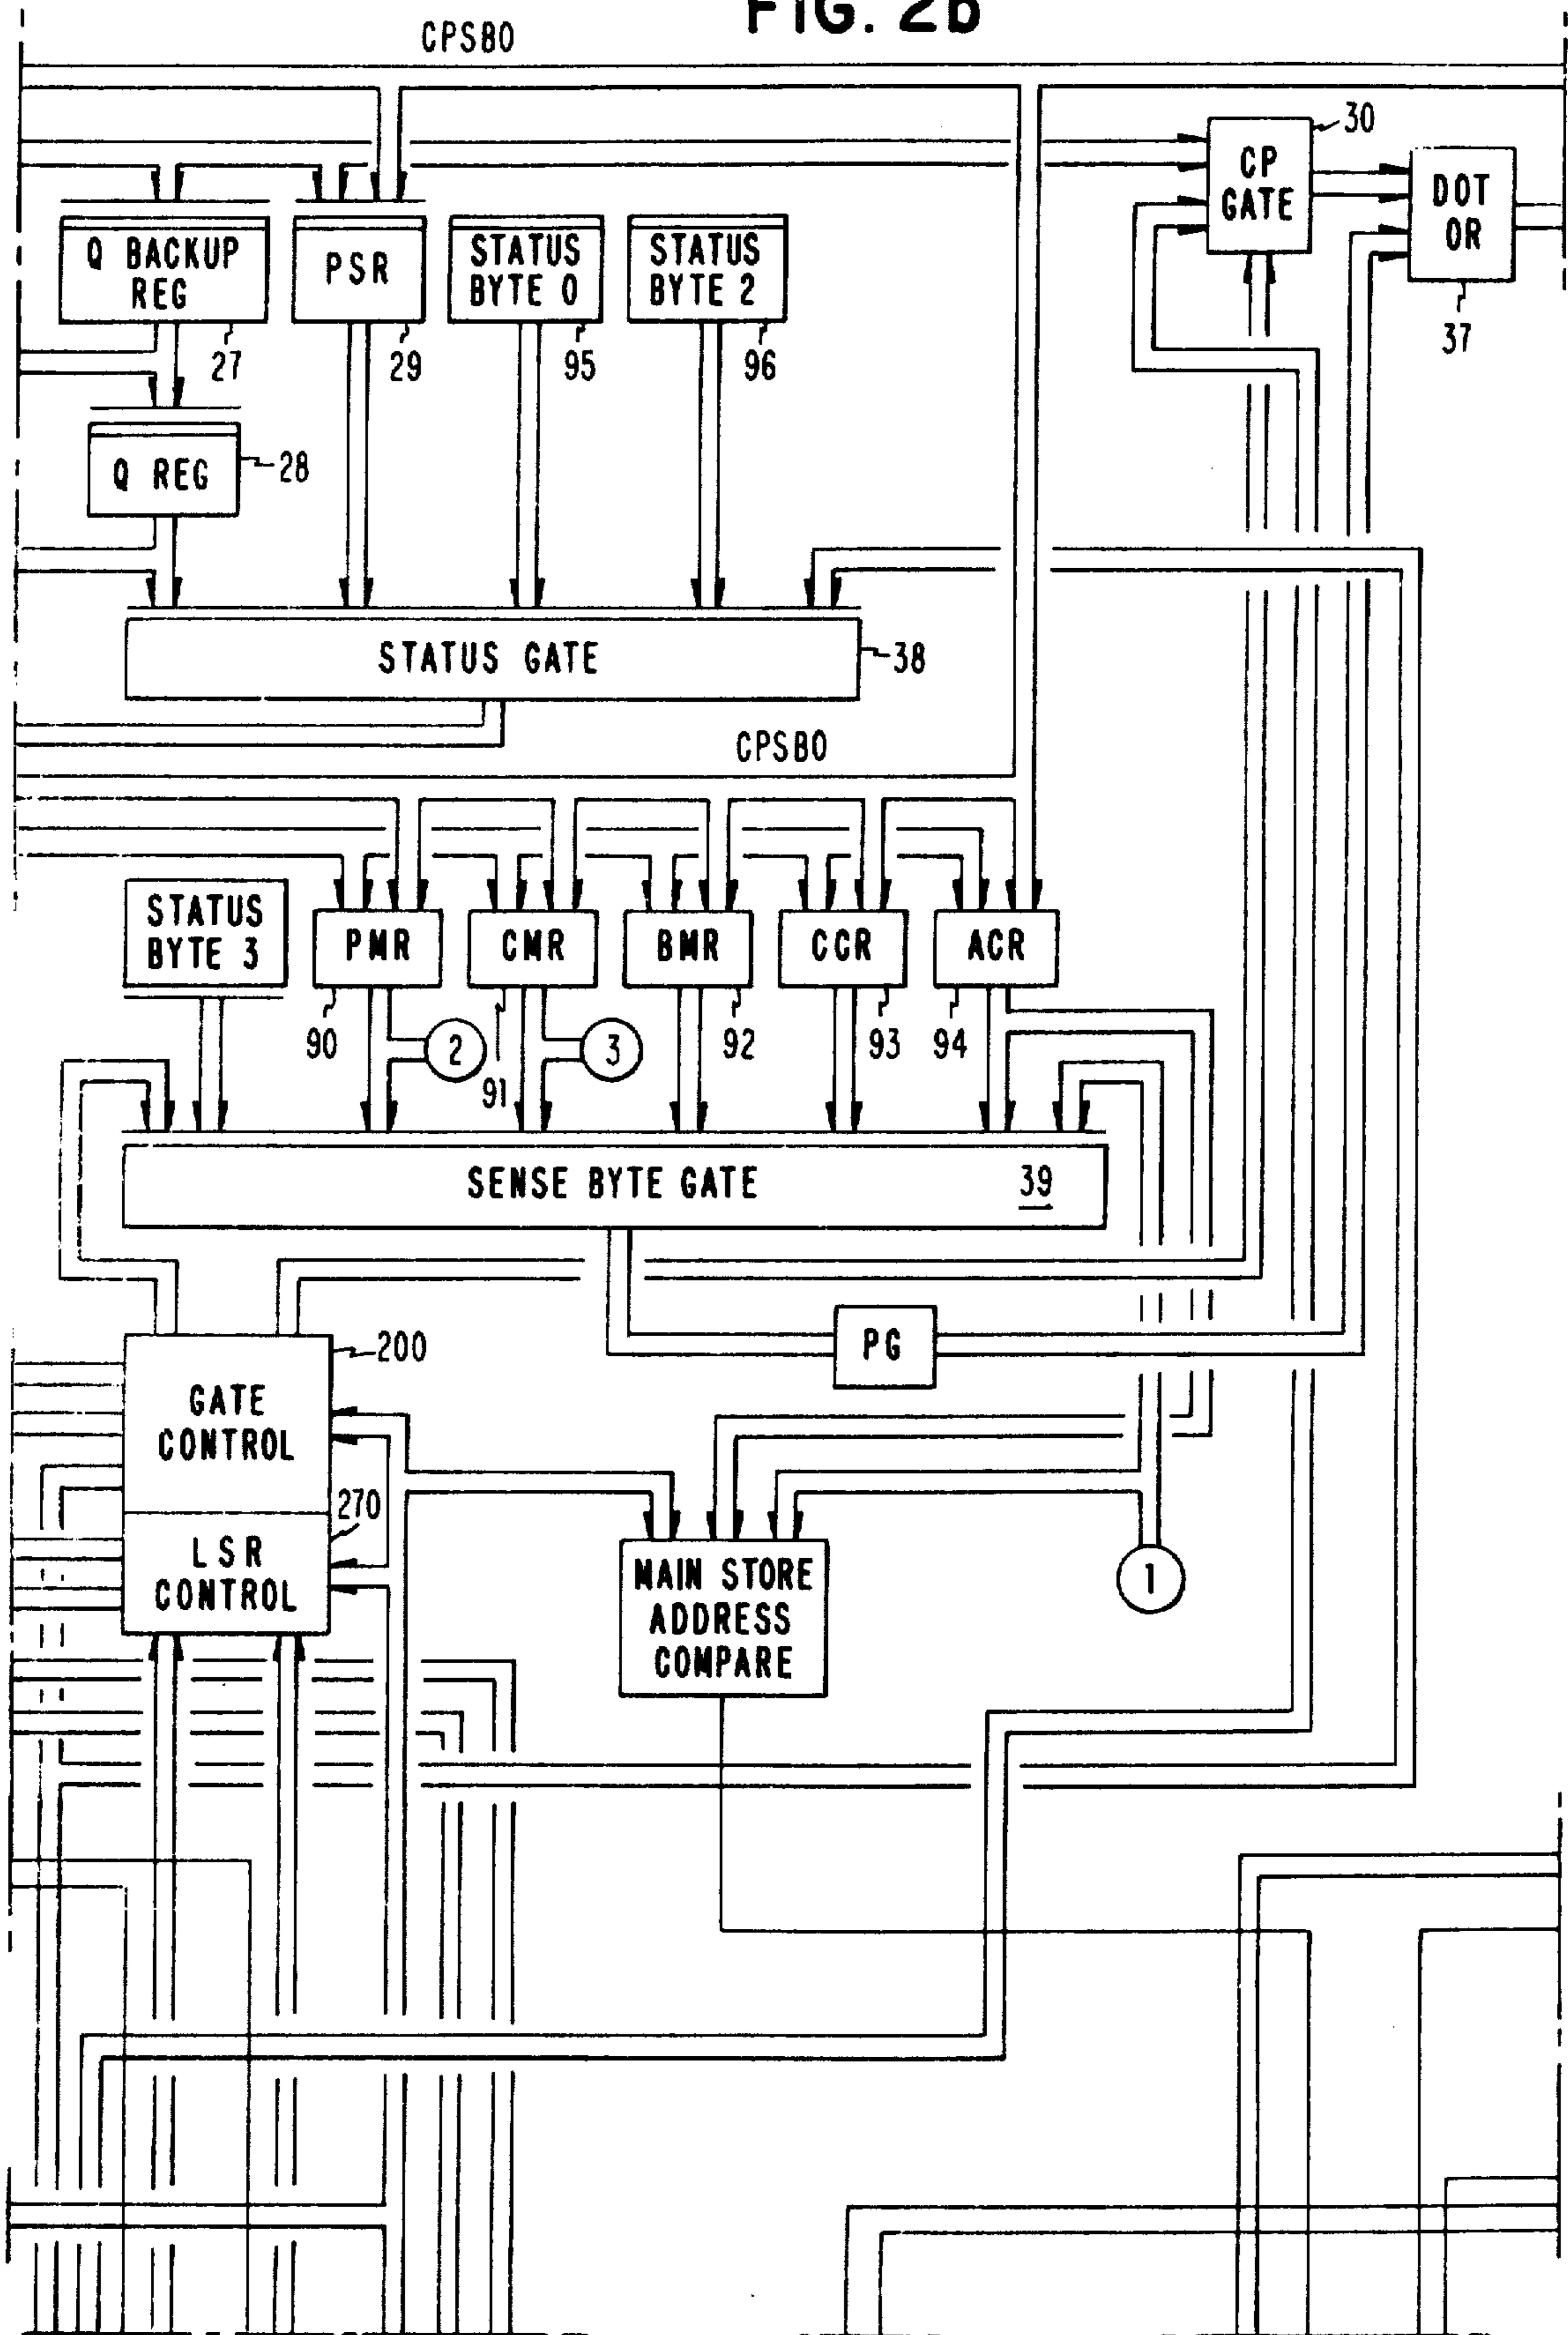 FIG. 2b
CPSBO
30
CP
GATE
DOT
OR
37
Q BACKUP
REG
27
PSR
29
STATUS
BYTE 0
95
STATUS
BYTE 2
96
Q REG
28
STATUS GATE
38
CPSBO
STATUS
BYTE 3
PMR
90
CMR
91
BMR
92
CCR
93
ACR
94
2
3
SENSE BYTE GATE
39
PG
200
GATE
CONTROL
270
LSR
CONTROL
MAIN STORE
ADDRESS
COMPARE
1